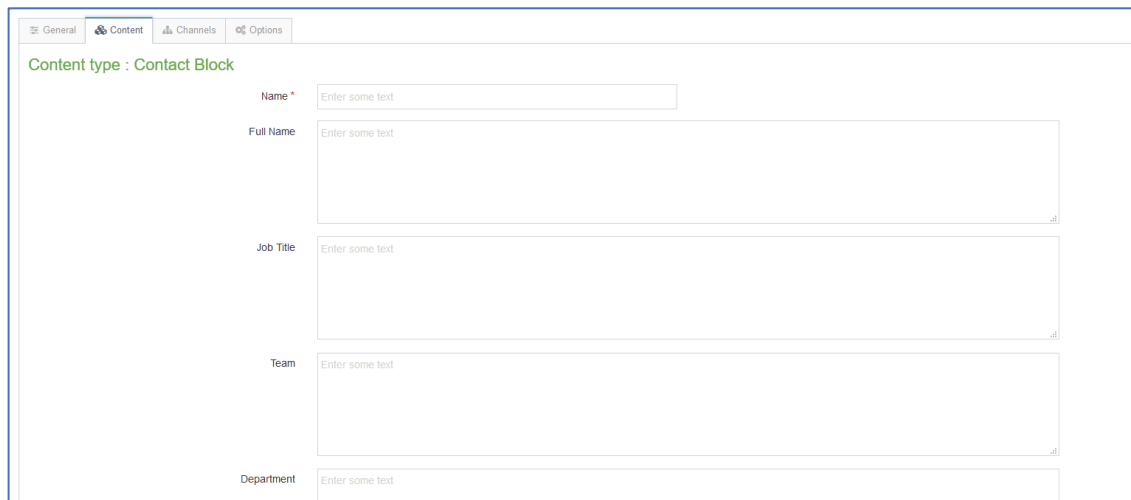 General Content Channels Options
Content type : Contact Block
Name * Enter some text
Full Name Enter some text
Job Title Enter some text
Team Enter some text
Department Enter some text